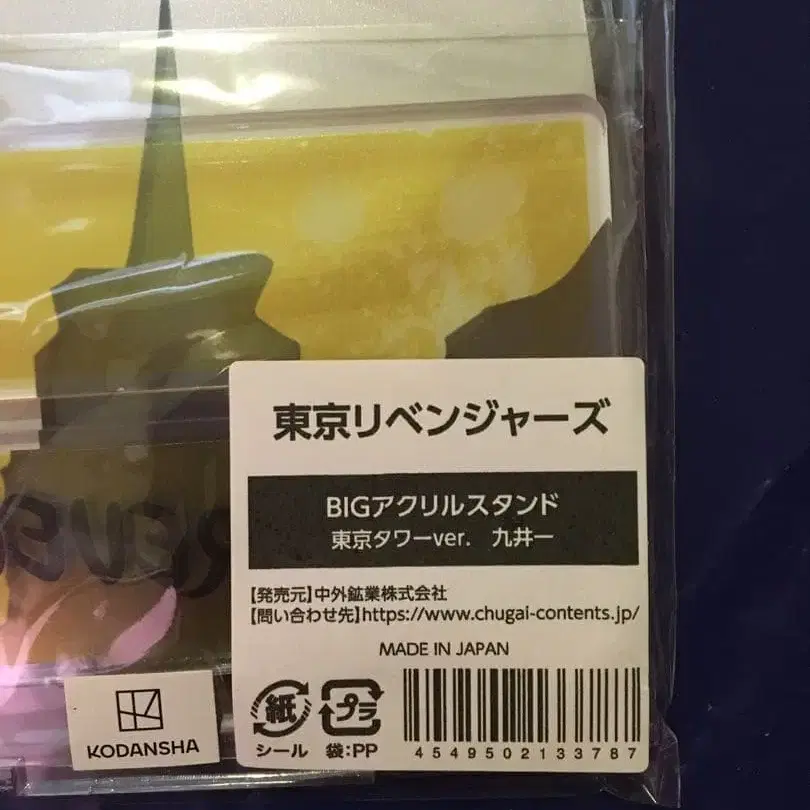 東京リベンジャーズ
BIGアクリルスタンド
東京タワーver.　九井一
【発売元】中外鉱業株式会社
【問い合わせ先】https://www.chugai-contents.jp/
MADE IN JAPAN
紙 プラ
シール 袋:PP
4549502133787
KODANSHA